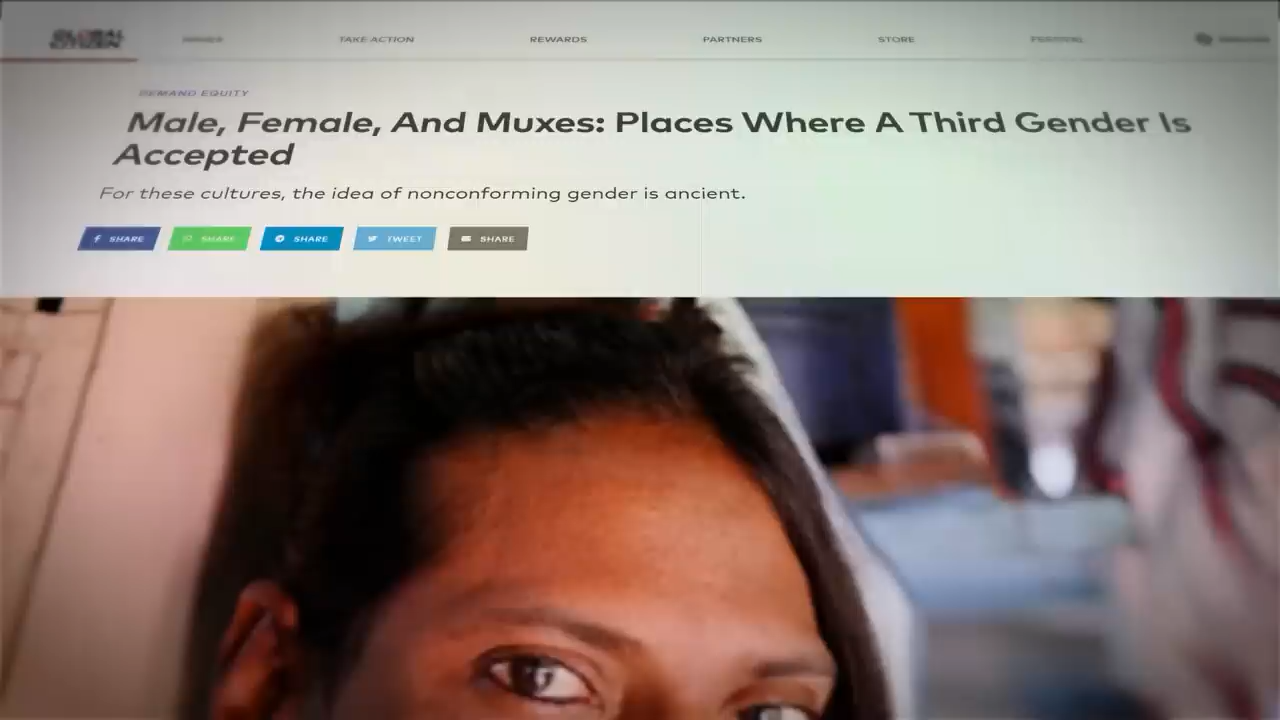 GLOBAL
CITIZEN
TAKE ACTION
REWARDS
PARTNERS
STORE
FESTIVAL
DEMAND EQUITY
Male, Female, And Muxes: Places Where A Third Gender Is
Accepted
For these cultures, the idea of nonconforming gender is ancient.
SHARE
SHARE
SHARE
TWEET
SHARE